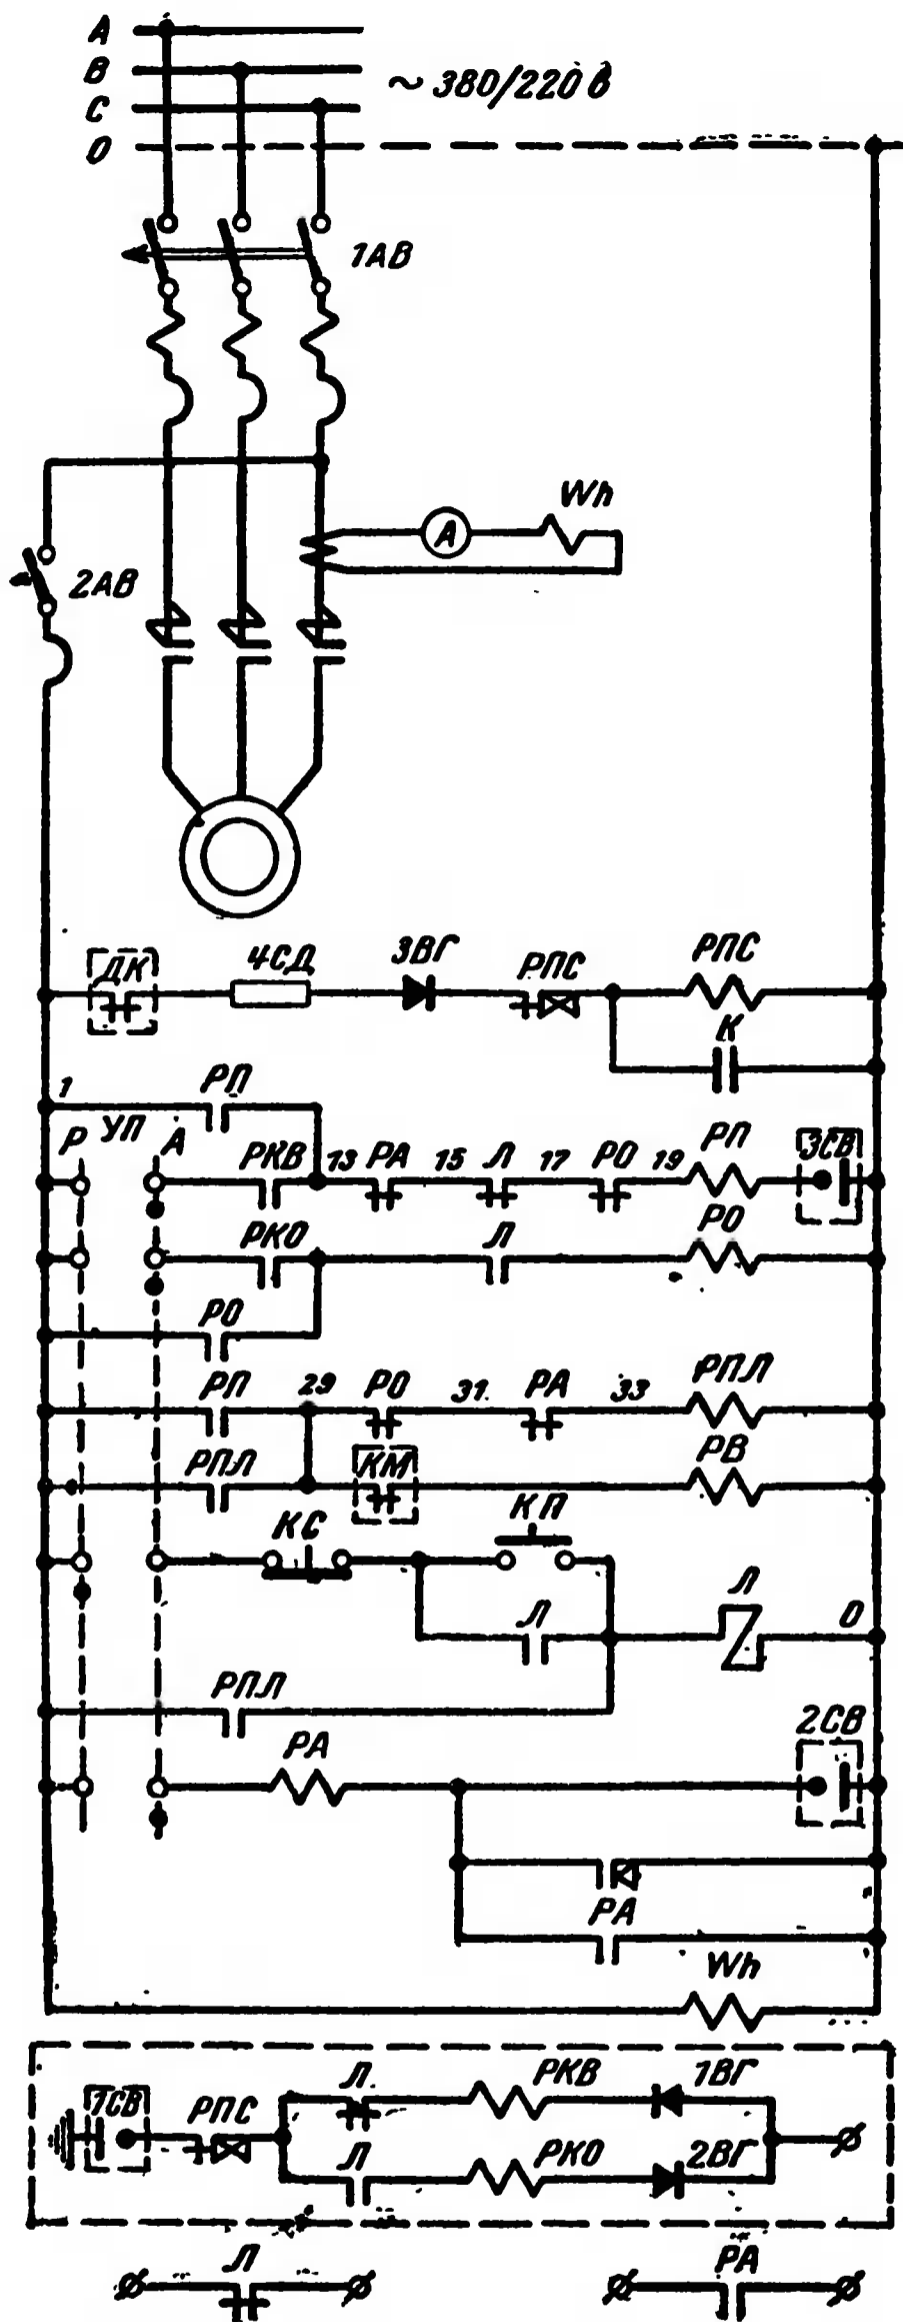 А
В
~ 380/220 в
С
О
1АВ
Wh
А
2АВ
ДК 4СД 3ВГ РПС РПС
К
1 РП
Р УП А
РКВ 13 РА 15 Л 17 РО 19 РП 3СВ
РКО Л РО
РО
РП 29 РО 31 РА 33 РПЛ
РПЛ КМ РВ
КС КП
Л Л О
РПЛ
РА 2СВ
РА
Wh
1СВ РПС Л РКВ 1ВГ
Л РКО 2ВГ
Л РА